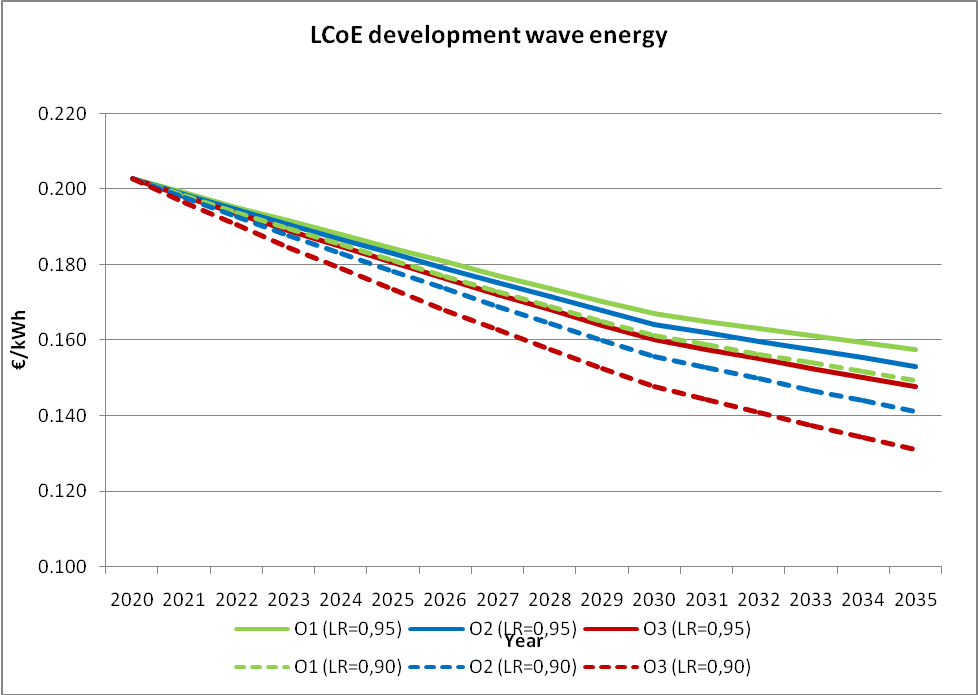 LCoE development wave energy
€/kWh
0.220
0.200
0.180
0.160
0.140
0.120
0.100
2020 2021 2022 2023 2024 2025 2026 2027 2028 2029 2030 2031 2032 2033 2034 2035
O1 (LR=0,95) O2 (LR=0,95) O3 (LR=0,95)
Year
O1 (LR=0,90) O2 (LR=0,90) O3 (LR=0,90)